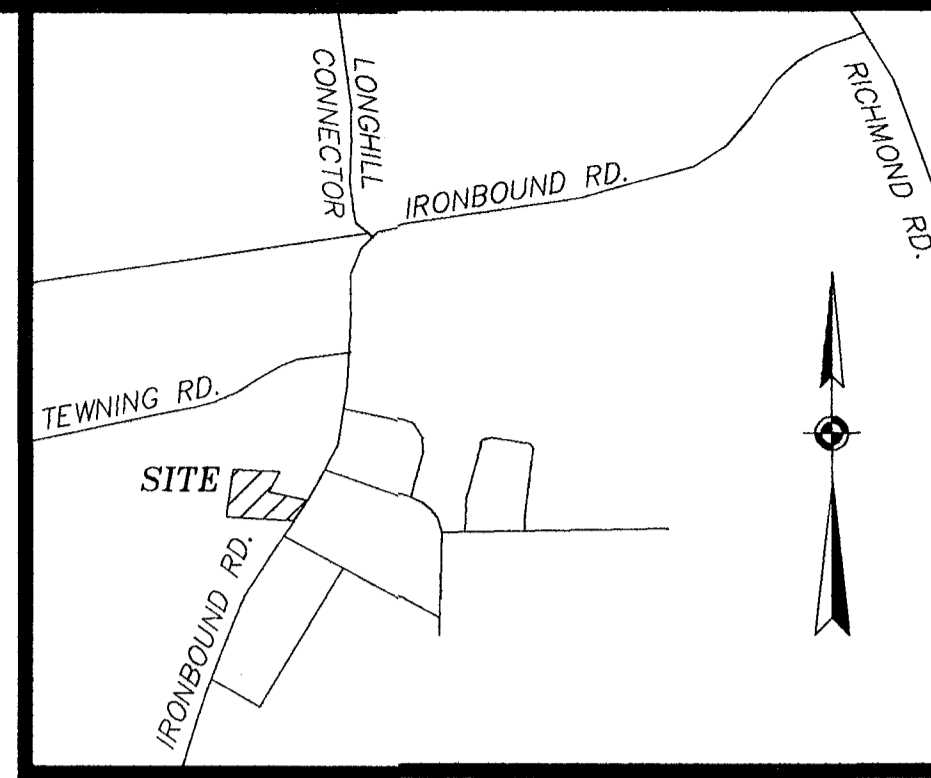 LONGHILL
CONNECTOR
IRONBOUND RD.
RICHMOND RD.
TEWNING RD.
SITE
IRONBOUND RD.